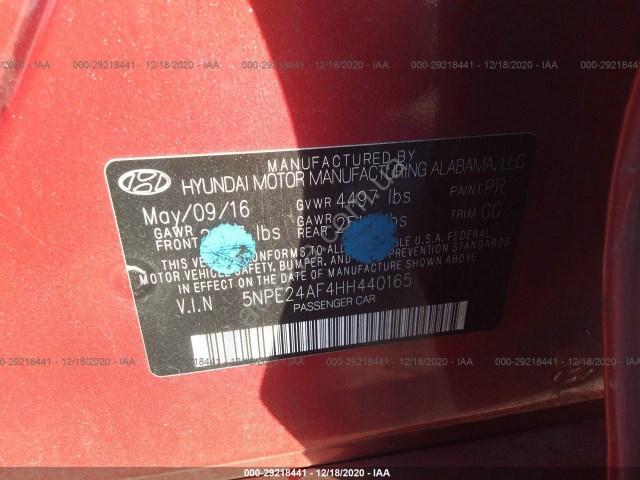 000-29218441 - 12/18/2020 - IAA
MANUFACTURED BY
HYUNDAI MOTOR MANUFACTURING ALABAMA, LLC
May/09/16 GVWR 4497 lbs PAINT PR
GAWR FRONT lbs GAWR REAR lbs TRIM GG
THIS VEHICLE CONFORMS TO ALL APPLICABLE U.S.A. FEDERAL
MOTOR VEHICLE SAFETY, BUMPER, AND THEFT PREVENTION STANDARDS
IN EFFECT ON THE DATE OF MANUFACTURE
V.I.N 5NPE24AF4HH440165
PASSENGER CAR
000-29218441 - 12/18/2020 - IAA
000-29218441 - 12/18/2020 - IAA